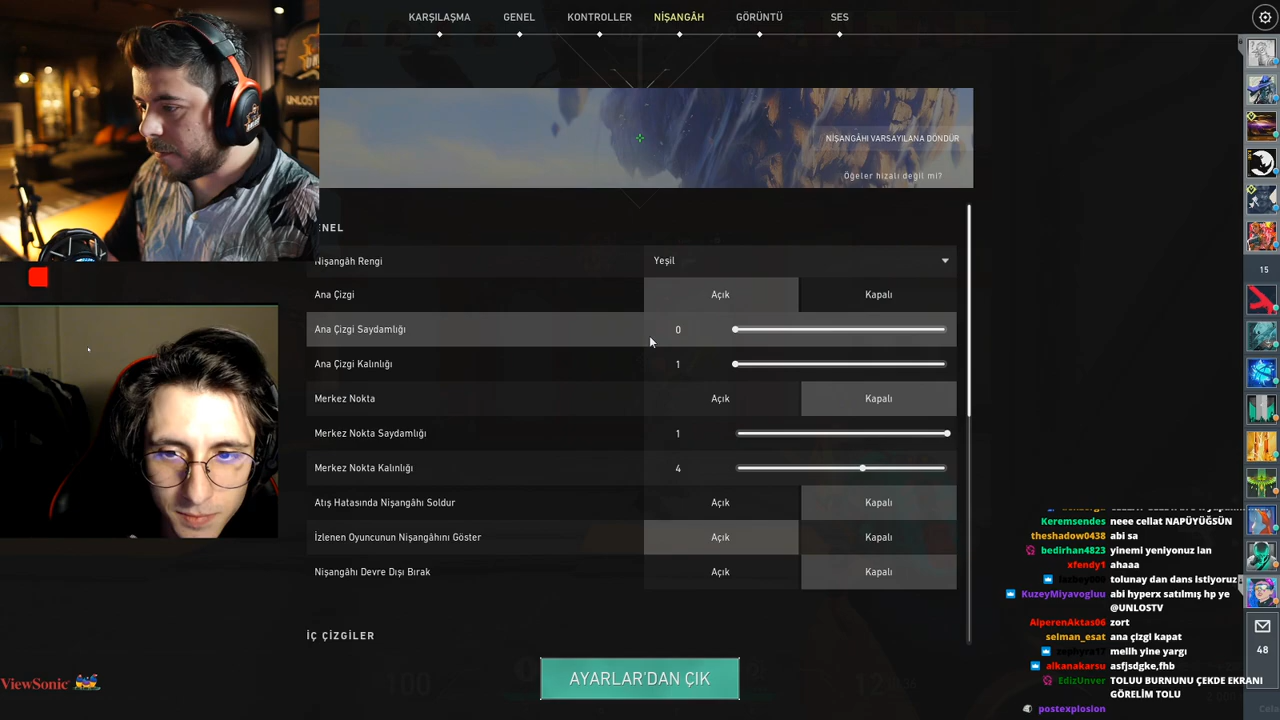 KARŞILAŞMA
GENEL
KONTROLLER
NİŞANGÂH
GÖRÜNTÜ
SES
NİŞANGÂHI VARSAYILANA DÖNDÜR
Öğeler hizalı değil mi?
ENEL
Nişangâh Rengi
Yeşil
Ana Çizgi
Açık
Kapalı
Ana Çizgi Saydamlığı
0
Ana Çizgi Kalınlığı
1
Merkez Nokta
Açık
Kapalı
Merkez Nokta Saydamlığı
1
Merkez Nokta Kalınlığı
4
Atış Hatasında Nişangâhı Soldur
Açık
Kapalı
İzlenen Oyuncunun Nişangâhını Göster
Açık
Kapalı
Nişangâhı Devre Dışı Bırak
Açık
Kapalı
İÇ ÇİZGİLER
AYARLAR'DAN ÇIK
ViewSonic
15
48
Keremsendes neee cellat NAPÜYÜĞSÜN
theshadow0438 abi sa
bedirhan4823 yinemi yeniyonuz lan
xfendy1 ahaaa
tolunay dan dans istiyoruz
KuzeyMiyavogluu abi hyperx satılmış hp ye
@UNLOSTV
AlperenAktas06 zort
selman_esat ana çizgi kapat
melih yine yargı
alkanakarsu asfjsdgke,fhb
EdizUnver TOLUU BURNUNU ÇEKDE EKRANI
GÖRELİM TOLU
postexplosion